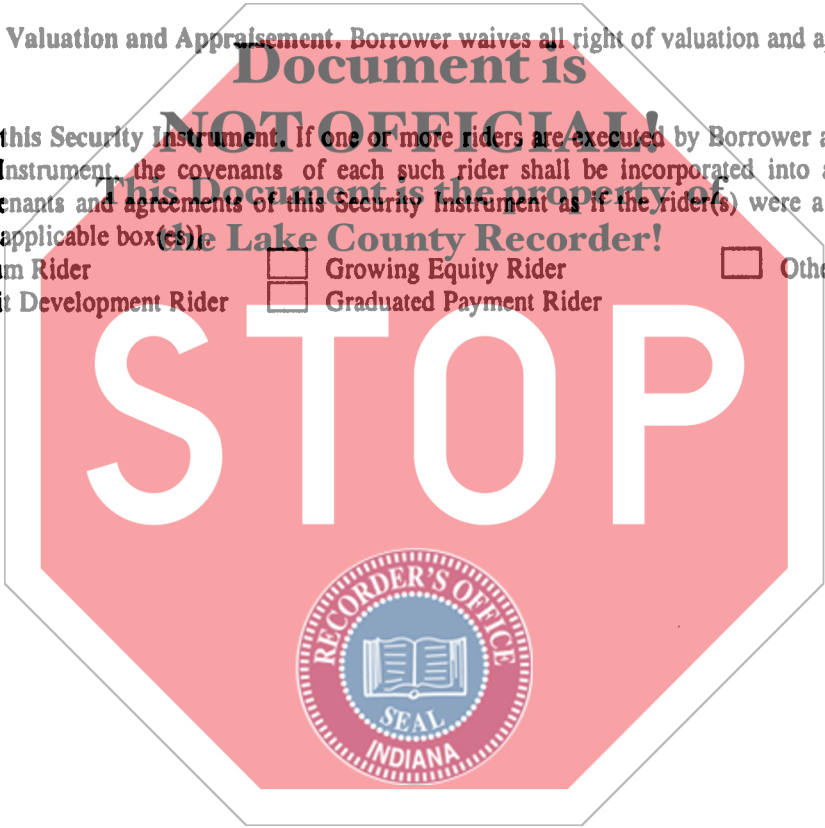 Valuation and Appraisement. Borrower waives all right of valuation and a
Document is
NOT OFFICIAL!
this Security Instrument. If one or more riders are executed by Borrower a
Instrument, the covenants of each such rider shall be incorporated into a
This Document is the property of
enants and agreements of this Security Instrument as if the rider(s) were a
the Lake County Recorder!
applicable box(es)].
m Rider Growing Equity Rider Othe
it Development Rider Graduated Payment Rider
STOP
RECORDER'S OFFICE
SEAL
INDIANA